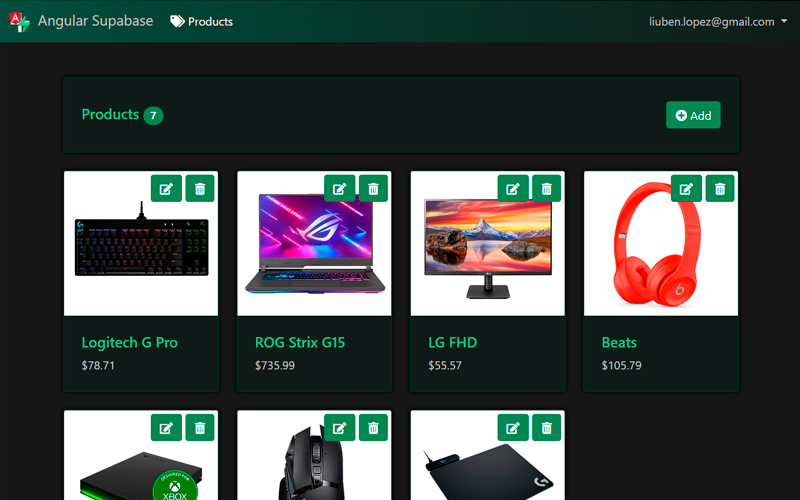 Angular Supabase
Products
liuben.lopez@gmail.com
Products 7
Add
Logitech G Pro
$78.71
ROG Strix G15
$735.99
LG FHD
$55.57
Beats
$105.79
DESIGNED FOR
XBOX